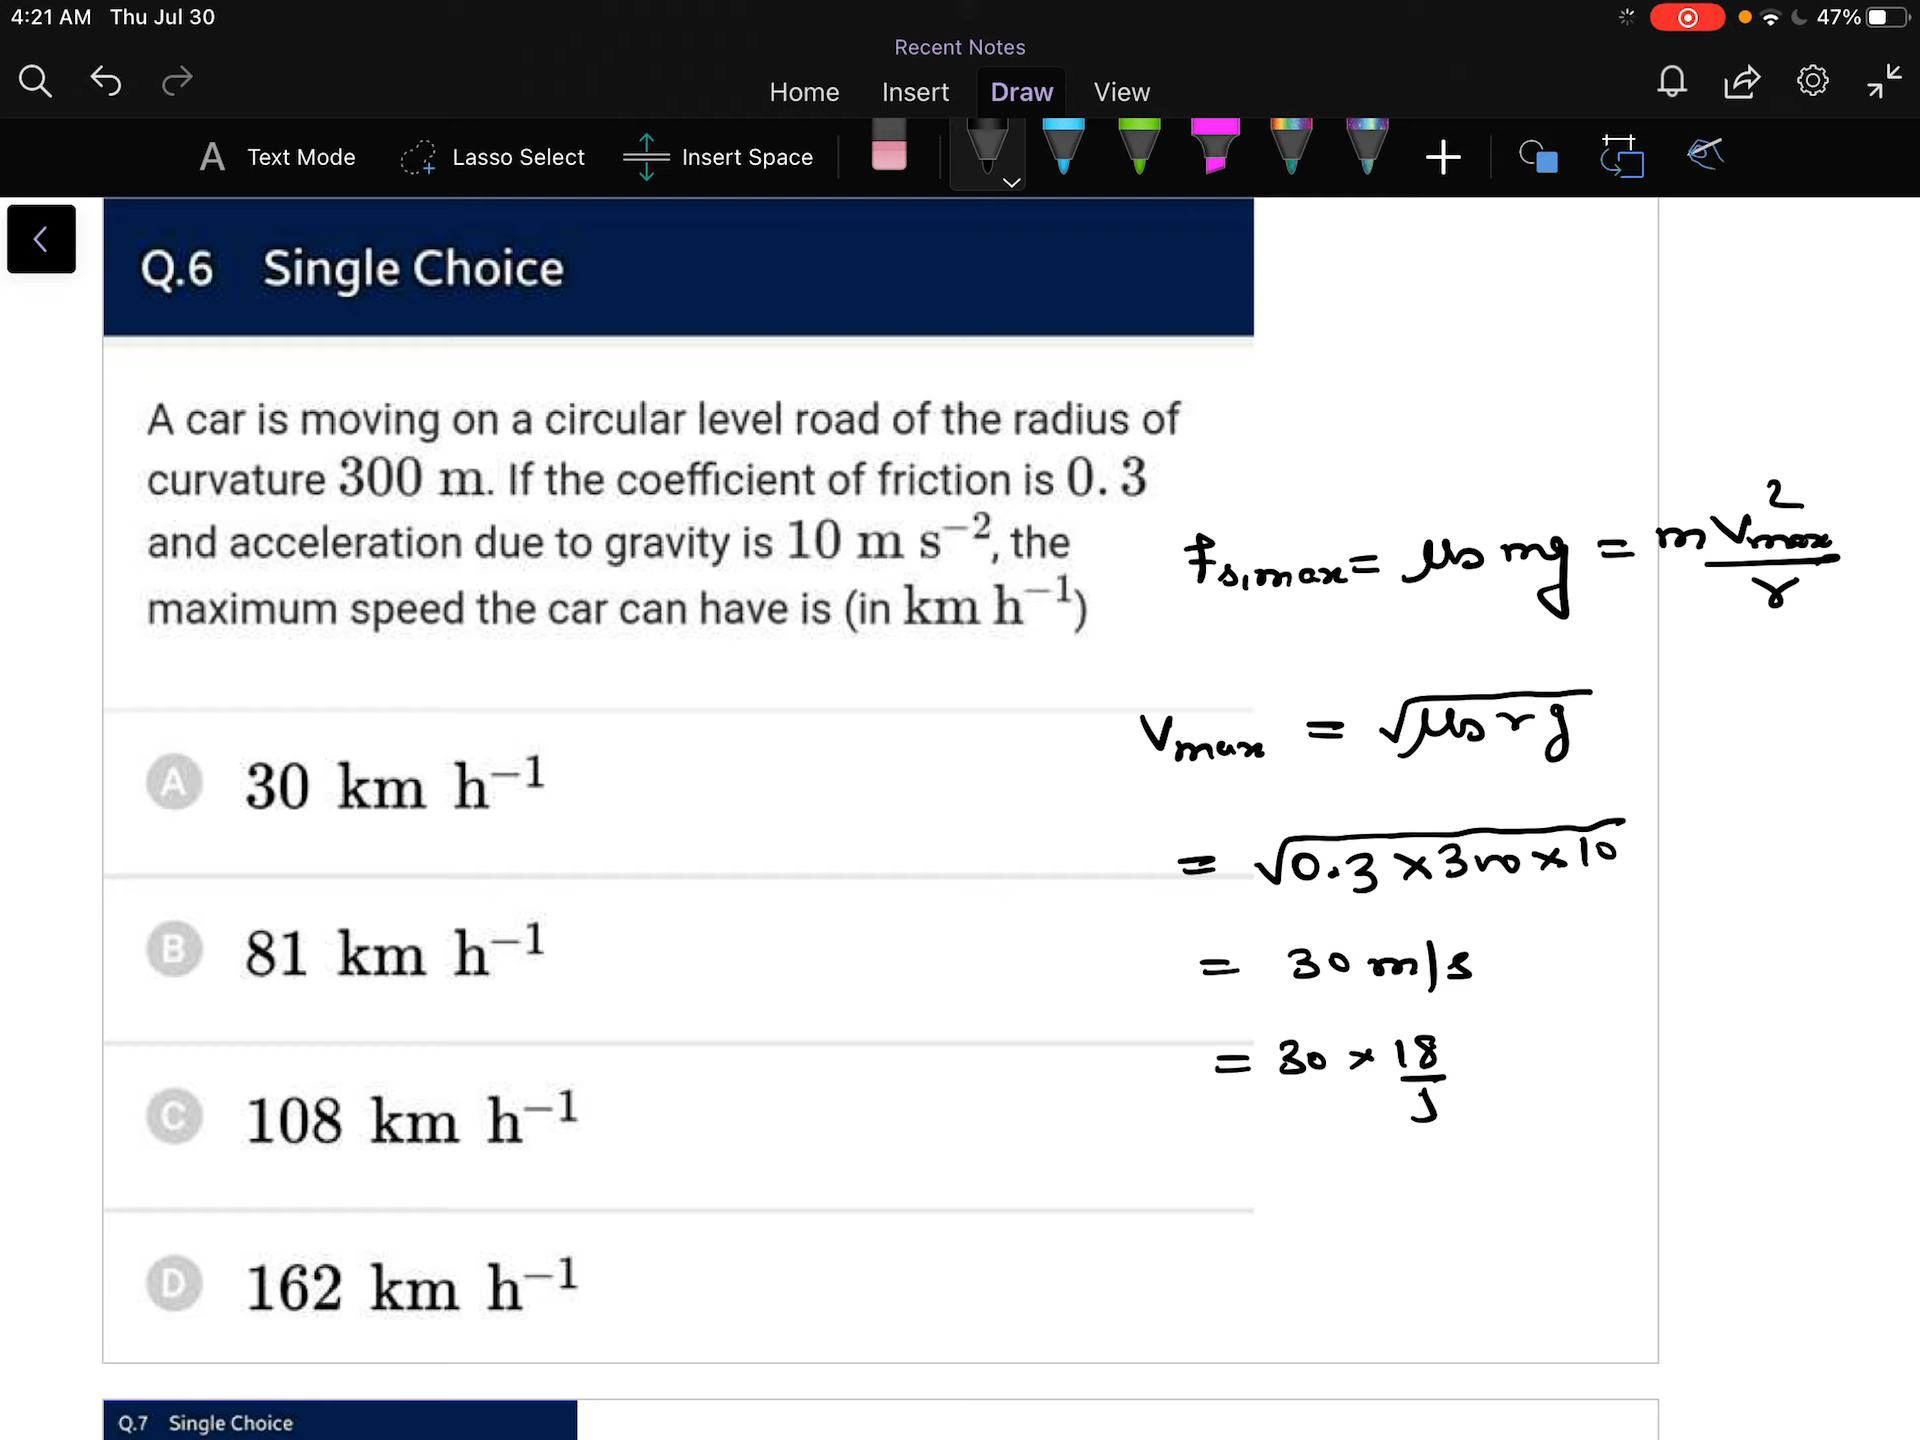 4:21 AM Thu Jul 30
47%
Recent Notes
Home Insert Draw View
A Text Mode Lasso Select Insert Space
Q.6 Single Choice
A car is moving on a circular level road of the radius of
curvature 300 m. If the coefficient of friction is 0.3
and acceleration due to gravity is 10 m s⁻², the
maximum speed the car can have is (in km h⁻¹)
f s,max = μs mg = m v²max / r
A 30 km h⁻¹
Vmax = √μs r g
= √0.3 × 300 × 10
B 81 km h⁻¹
= 30 m/s
= 30 × 18/5
C 108 km h⁻¹
D 162 km h⁻¹
Q.7 Single Choice